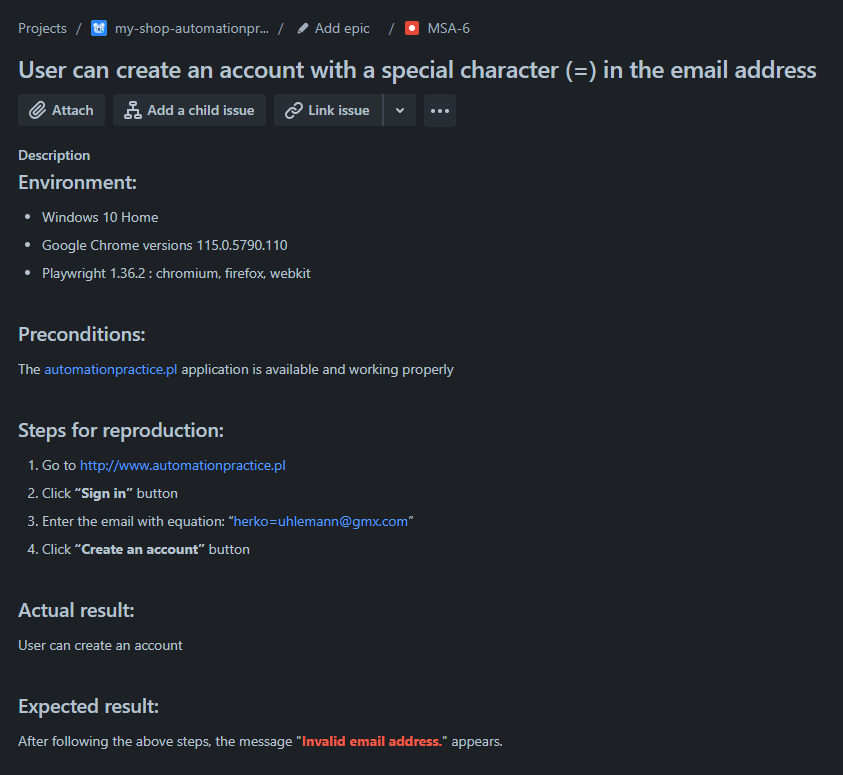 Projects / my-shop-automationpr... / Add epic / MSA-6
User can create an account with a special character (=) in the email address
Attach Add a child issue Link issue
Description
Environment:
• Windows 10 Home
• Google Chrome versions 115.0.5790.110
• Playwright 1.36.2 : chromium, firefox, webkit
Preconditions:
The automationpractice.pl application is available and working properly
Steps for reproduction:
1. Go to http://www.automationpractice.pl
2. Click “Sign in” button
3. Enter the email with equation: “herko=uhlemann@gmx.com”
4. Click “Create an account” button
Actual result:
User can create an account
Expected result:
After following the above steps, the message "Invalid email address." appears.